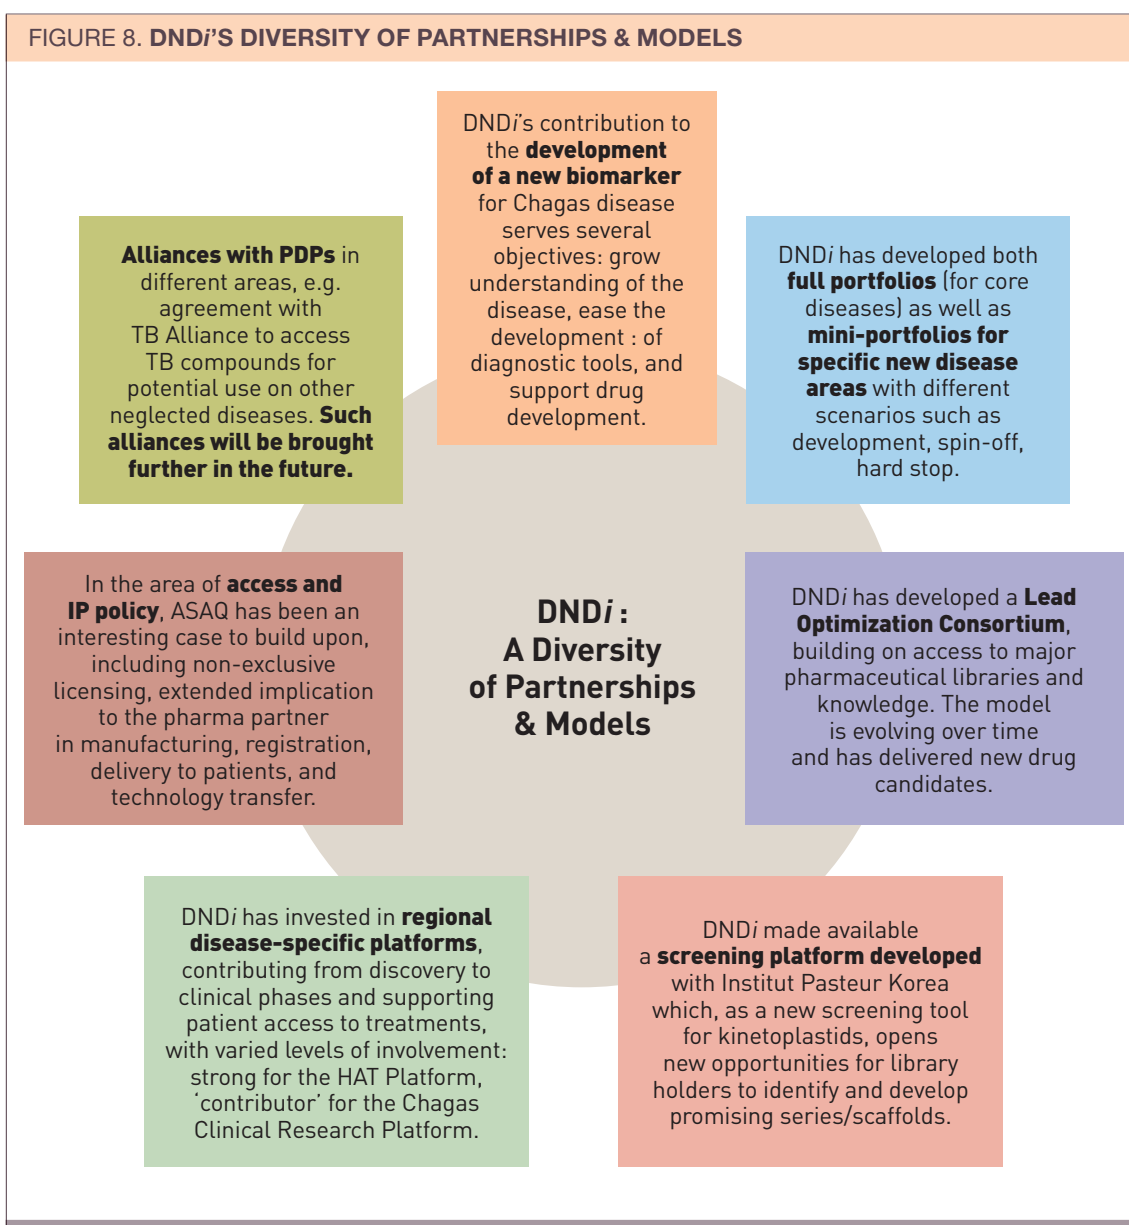 FIGURE 8. DNDi’S DIVERSITY OF PARTNERSHIPS & MODELS
DNDi’s contribution to
the development
of a new biomarker
for Chagas disease
serves several
objectives: grow
understanding of the
disease, ease the
development : of
diagnostic tools, and
support drug
development.
Alliances with PDPs in
different areas, e.g.
agreement with
TB Alliance to access
TB compounds for
potential use on other
neglected diseases. Such
alliances will be brought
further in the future.
DNDi has developed both
full portfolios (for core
diseases) as well as
mini-portfolios for
specific new disease
areas with different
scenarios such as
development, spin-off,
hard stop.
In the area of access and
IP policy, ASAQ has been an
interesting case to build upon,
including non-exclusive
licensing, extended implication
to the pharma partner
in manufacturing, registration,
delivery to patients, and
technology transfer.
DNDi :
A Diversity
of Partnerships
& Models
DNDi has developed a Lead
Optimization Consortium,
building on access to major
pharmaceutical libraries and
knowledge. The model
is evolving over time
and has delivered new drug
candidates.
DNDi has invested in regional
disease-specific platforms,
contributing from discovery to
clinical phases and supporting
patient access to treatments,
with varied levels of involvement:
strong for the HAT Platform,
‘contributor’ for the Chagas
Clinical Research Platform.
DNDi made available
a screening platform developed
with Institut Pasteur Korea
which, as a new screening tool
for kinetoplastids, opens
new opportunities for library
holders to identify and develop
promising series/scaffolds.